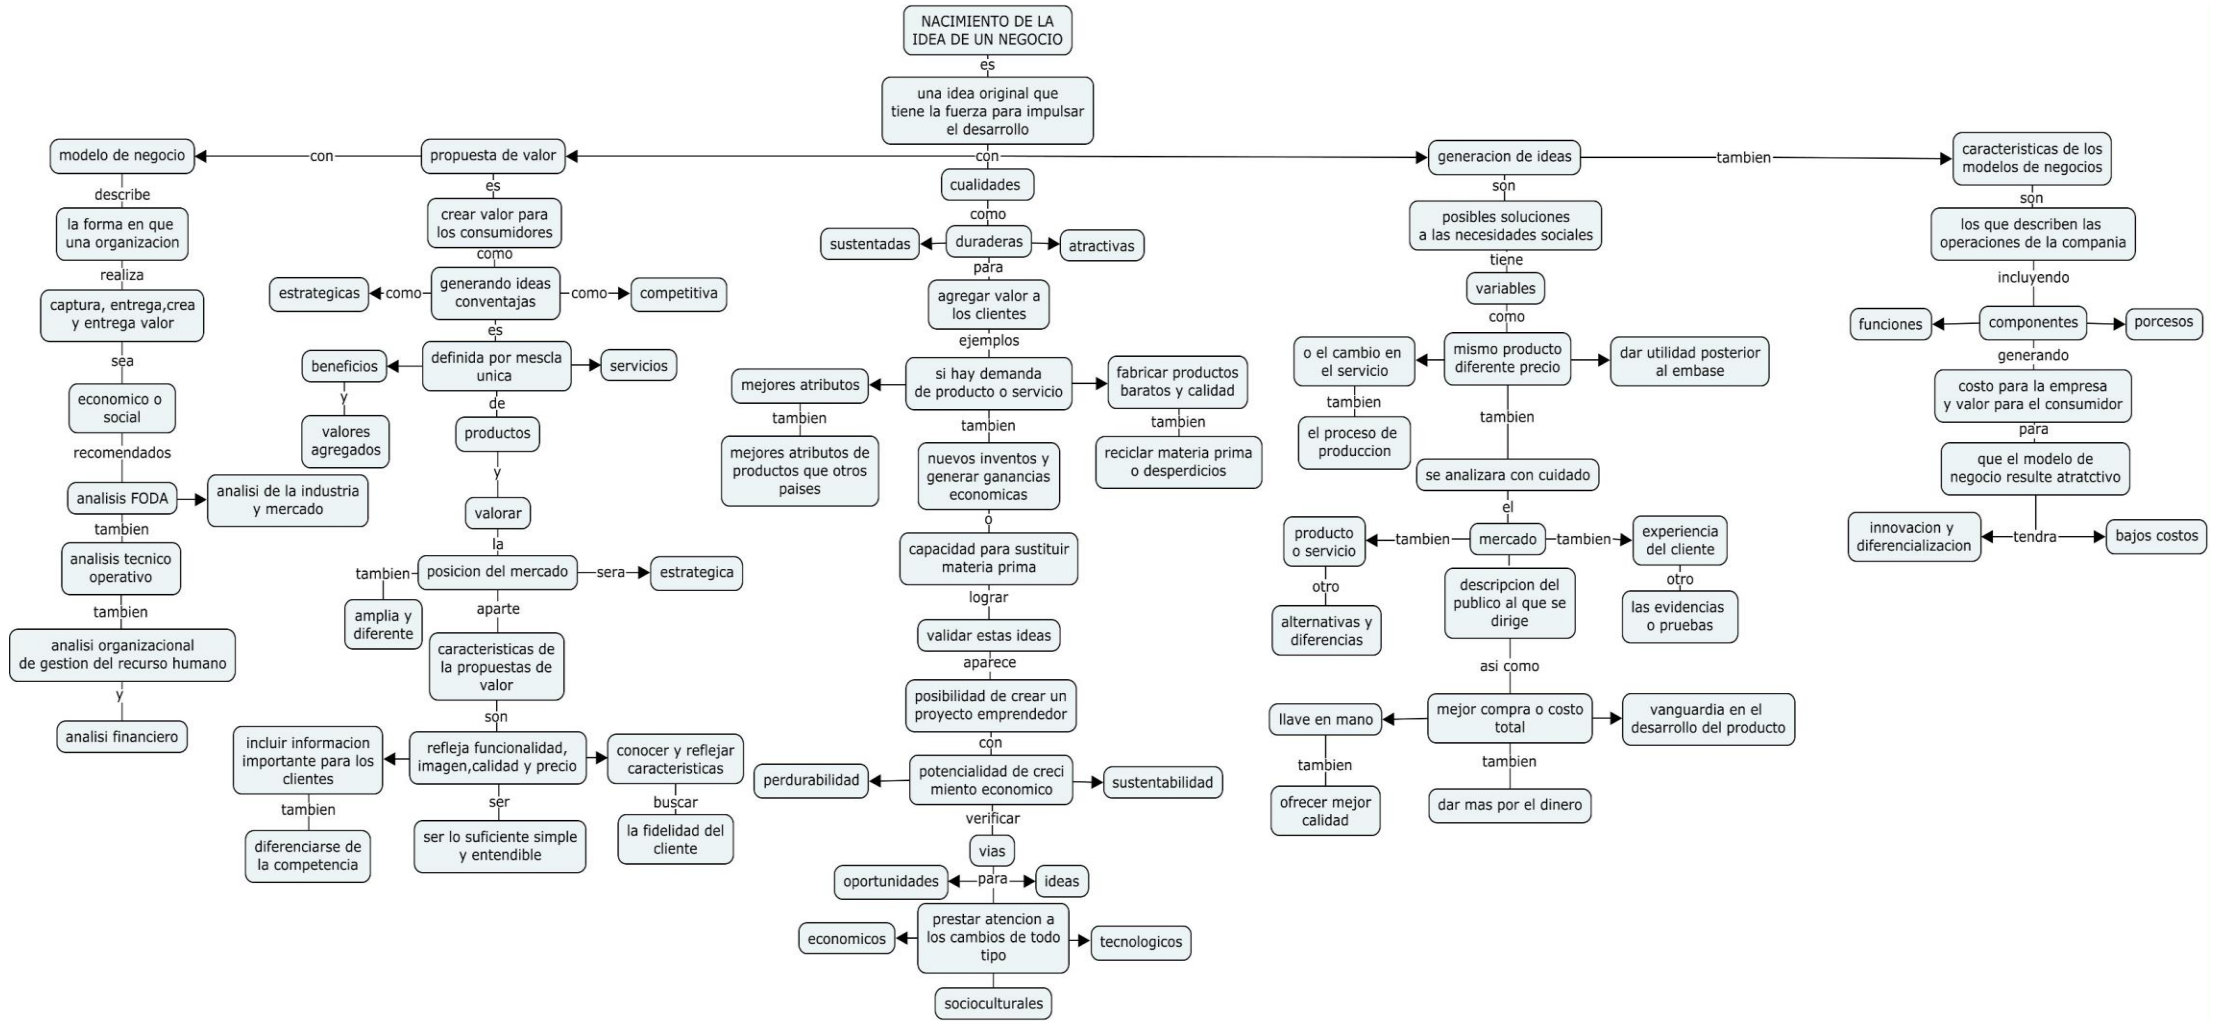 NACIMIENTO DE LA
IDEA DE UN NEGOCIO
es
una idea original que
tiene la fuerza para impulsar
el desarrollo
con
modelo de negocio
con
propuesta de valor
generacion de ideas
tambien
caracteristicas de los
modelos de negocios
describe
la forma en que
una organizacion
realiza
captura, entrega,crea
y entrega valor
sea
economico o
social
recomendados
analisis FODA
analisi de la industria
y mercado
tambien
analisis tecnico
operativo
tambien
analisi organizacional
de gestion del recurso humano
y
analisi financiero
es
crear valor para
los consumidores
como
estrategicas
como
generando ideas
conventajas
como
competitiva
es
beneficios
definida por mescla
unica
servicios
y
valores
agregados
de
productos
y
valorar
la
tambien
posicion del mercado
sera
estrategica
amplia y
diferente
aparte
caracteristicas de
la propuestas de
valor
son
incluir informacion
importante para los
clientes
refleja funcionalidad,
imagen,calidad y precio
conocer y reflejar
caracteristicas
tambien
diferenciarse de
la competencia
ser
ser lo suficiente simple
y entendible
buscar
la fidelidad del
cliente
cualidades
como
sustentadas
duraderas
atractivas
para
agregar valor a
los clientes
ejemplos
mejores atributos
si hay demanda
de producto o servicio
fabricar productos
baratos y calidad
tambien
mejores atributos de
productos que otros
paises
tambien
nuevos inventos y
generar ganancias
economicas
tambien
reciclar materia prima
o desperdicios
o
capacidad para sustituir
materia prima
lograr
validar estas ideas
aparece
posibilidad de crear un
proyecto emprendedor
con
perdurabilidad
potencialidad de creci
miento economico
sustentabilidad
verificar
vias
oportunidades
para
ideas
prestar atencion a
los cambios de todo
tipo
economicos
tecnologicos
socioculturales
son
posibles soluciones
a las necesidades sociales
tiene
variables
como
o el cambio en
el servicio
mismo producto
diferente precio
dar utilidad posterior
al embase
tambien
el proceso de
produccion
tambien
se analizara con cuidado
el
producto
o servicio
tambien
mercado
tambien
experiencia
del cliente
otro
alternativas y
diferencias
descripcion del
publico al que se
dirige
otro
las evidencias
o pruebas
asi como
llave en mano
mejor compra o costo
total
vanguardia en el
desarrollo del producto
tambien
ofrecer mejor
calidad
tambien
dar mas por el dinero
son
los que describen las
operaciones de la compania
incluyendo
funciones
componentes
porcesos
generando
costo para la empresa
y valor para el consumidor
para
que el modelo de
negocio resulte atratctivo
innovacion y
diferencializacion
tendra
bajos costos